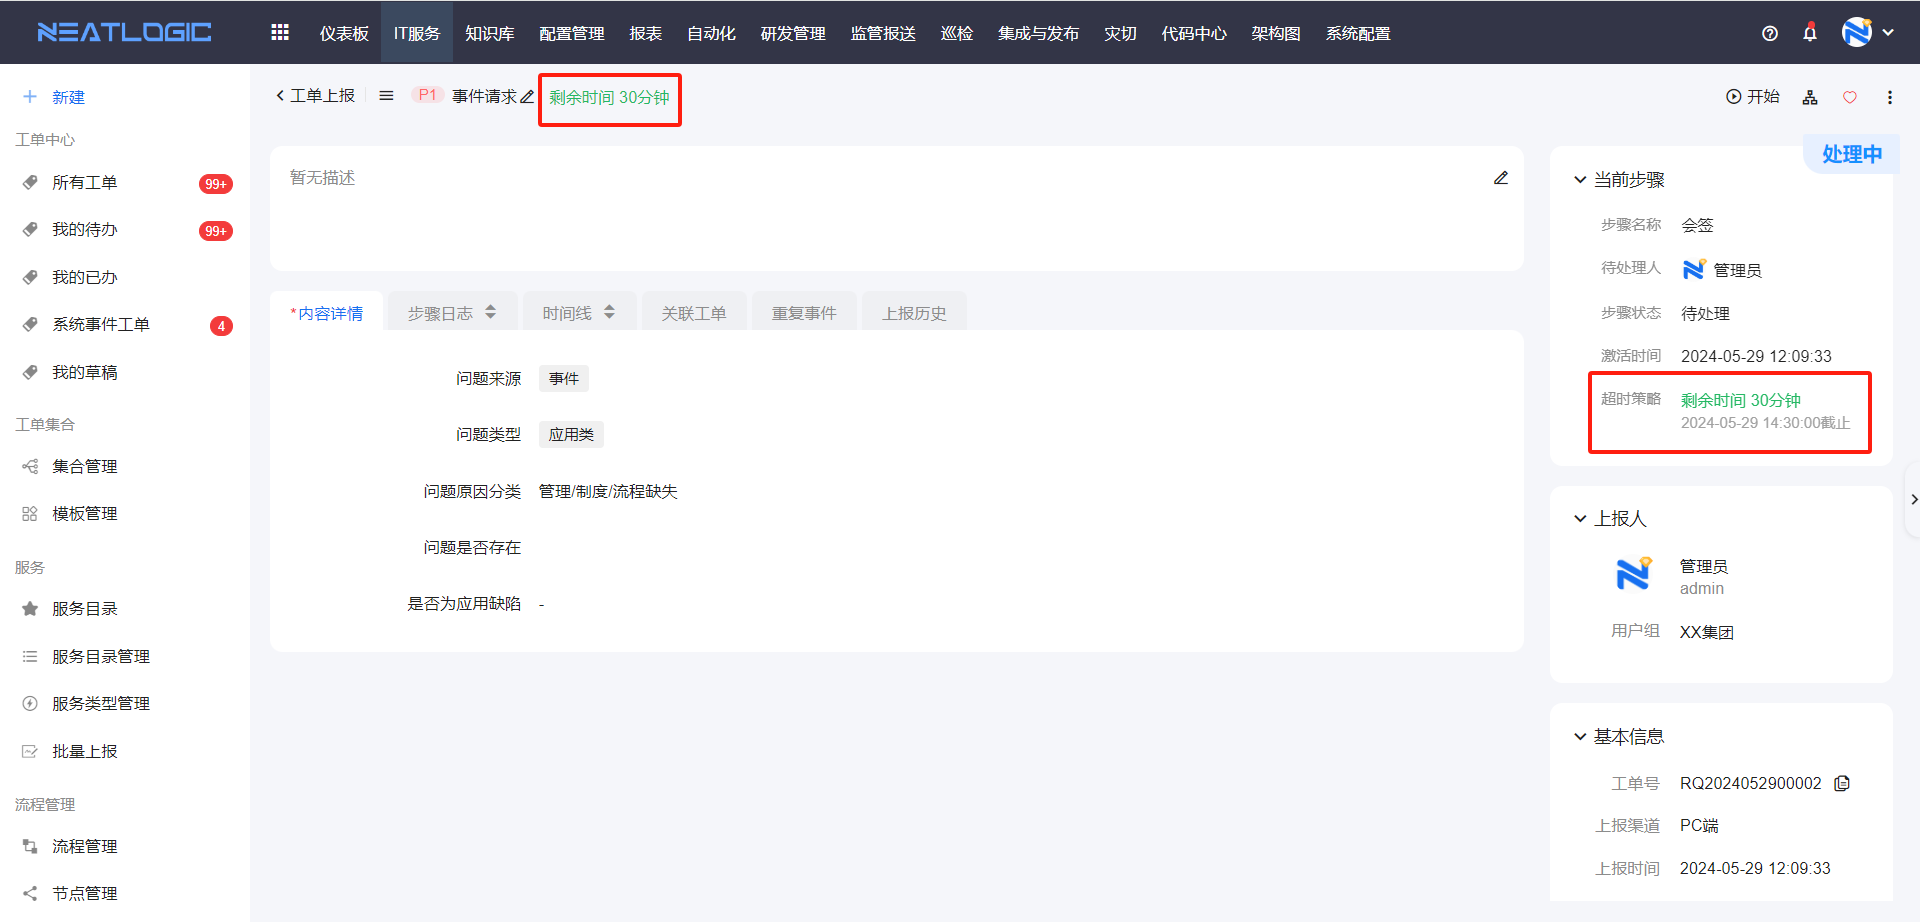 NEATLOGIC
仪表板 IT服务 知识库 配置管理 报表 自动化 研发管理 监管报送 巡检 集成与发布 灾切 代码中心 架构图 系统配置
新建
工单中心
所有工单 99+
我的待办 99+
我的已办
系统事件工单 4
我的草稿
工单集合
集合管理
模板管理
服务
服务目录
服务目录管理
服务类型管理
批量上报
流程管理
流程管理
节点管理
工单上报 P1 事件请求 剩余时间 30分钟
开始
暂无描述
*内容详情 步骤日志 时间线 关联工单 重复事件 上报历史
问题来源 事件
问题类型 应用类
问题原因分类 管理/制度/流程缺失
问题是否存在
是否为应用缺陷 -
处理中
当前步骤
步骤名称 会签
待处理人 管理员
步骤状态 待处理
激活时间 2024-05-29 12:09:33
超时策略 剩余时间 30分钟
2024-05-29 14:30:00截止
上报人
管理员
admin
用户组 XX集团
基本信息
工单号 RQ2024052900002
上报渠道 PC端
上报时间 2024-05-29 12:09:33